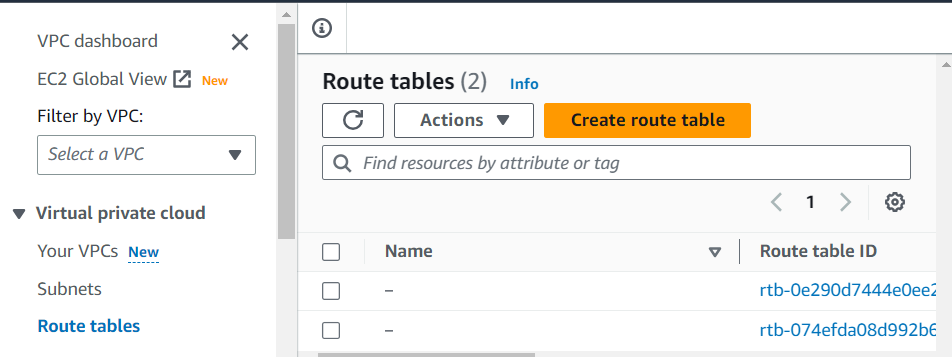 VPC dashboard
EC2 Global View New
Filter by VPC:
Select a VPC
Virtual private cloud
Your VPCs New
Subnets
Route tables
Route tables (2) Info
Actions
Create route table
Find resources by attribute or tag
1
Name
Route table ID
–
rtb-0e290d7444e0ee2
–
rtb-074efda08d992b6